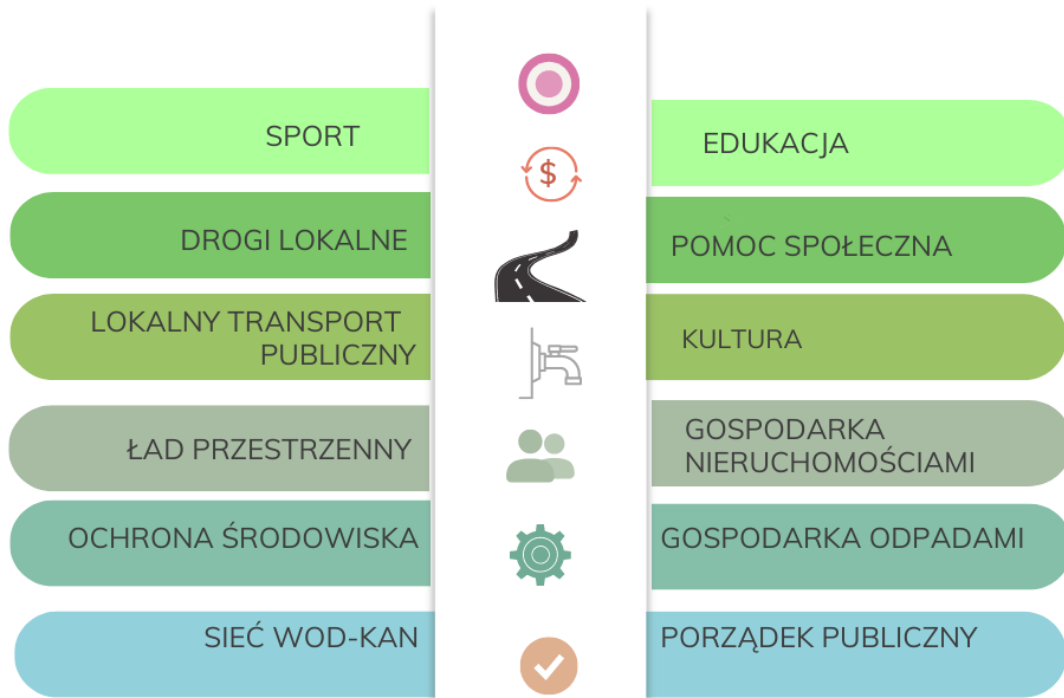 SPORT
DROGI LOKALNE
LOKALNY TRANSPORT
PUBLICZNY
ŁAD PRZESTRZENNY
OCHRONA ŚRODOWISKA
SIEĆ WOD-KAN
$
EDUKACJA
POMOC SPOŁECZNA
KULTURA
GOSPODARKA
NIERUCHOMOŚCIAMI
GOSPODARKA ODPADAMI
PORZĄDEK PUBLICZNY